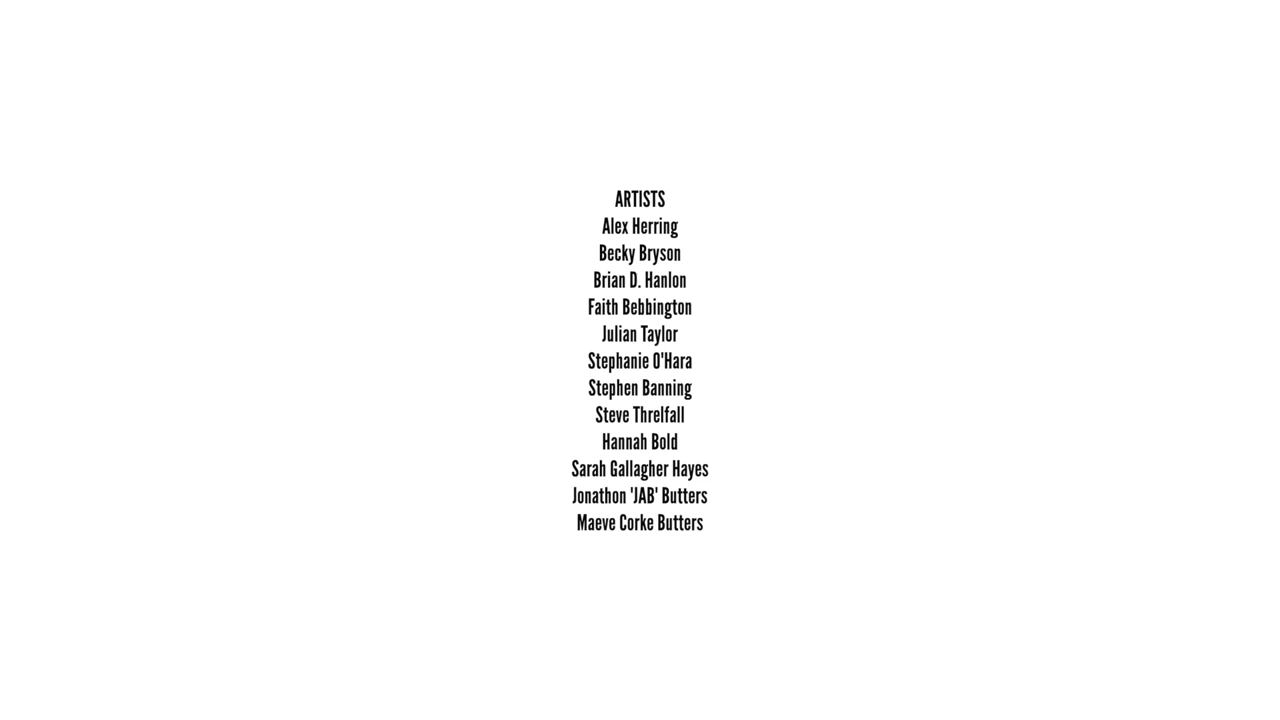 ARTISTS
Alex Herring
Becky Bryson
Brian D. Hanlon
Faith Bebbington
Julian Taylor
Stephanie O'Hara
Stephen Banning
Steve Threlfall
Hannah Bold
Sarah Gallagher Hayes
Jonathon 'JAB' Butters
Maeve Corke Butters